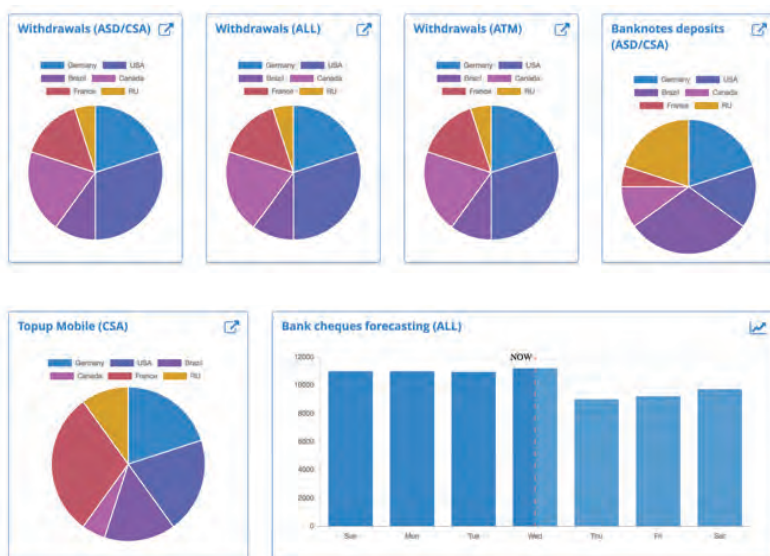 Withdrawals (ASD/CSA)
Germany USA
Brazil Canada
France RU
Withdrawals (ALL)
Germany USA
Brazil Canada
France RU
Withdrawals (ATM)
Germany USA
Brazil Canada
France RU
Banknotes deposits
(ASD/CSA)
Germany USA
Brazil Canada
France RU
Topup Mobile (CSA)
Germany USA Brazil
Canada France RU
Bank cheques forecasting (ALL)
NOW
12000
10000
8000
6000
4000
2000
0
Sun Mon Tue Wed Thu Fri Sat